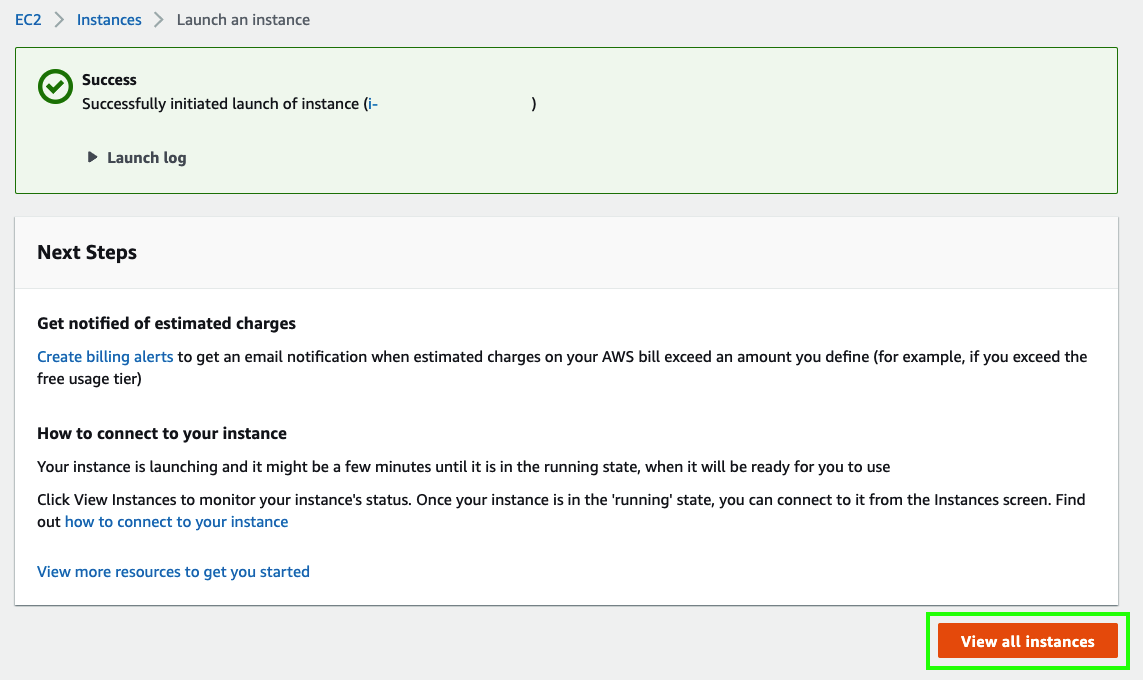 EC2 Instances Launch an instance
Success
Successfully initiated launch of instance (i- )
Launch log
Next Steps
Get notified of estimated charges
Create billing alerts to get an email notification when estimated charges on your AWS bill exceed an amount you define (for example, if you exceed the
free usage tier)
How to connect to your instance
Your instance is launching and it might be a few minutes until it is in the running state, when it will be ready for you to use
Click View Instances to monitor your instance's status. Once your instance is in the 'running' state, you can connect to it from the Instances screen. Find
out how to connect to your instance
View more resources to get you started
View all instances